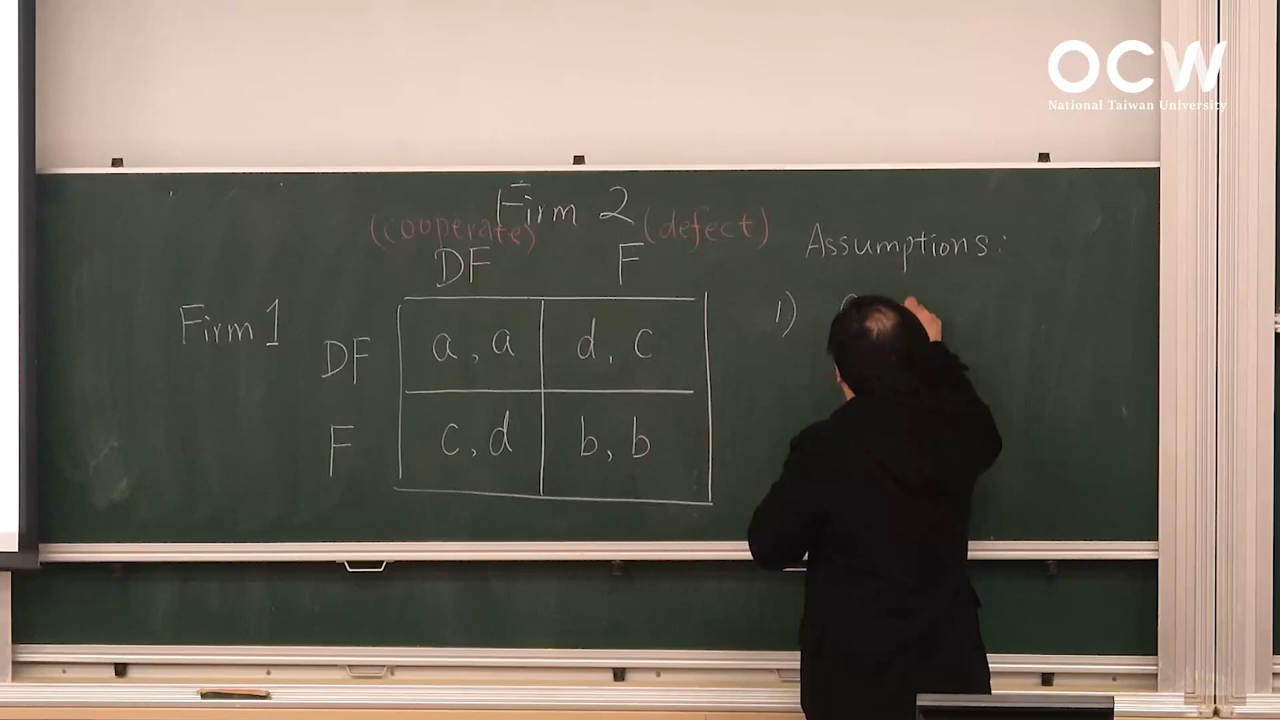 OCW
National Taiwan University
Firm 2
(cooperate) (defect)
DF F
Assumptions:
Firm 1
1)
DF a, a d, c
F c, d b, b